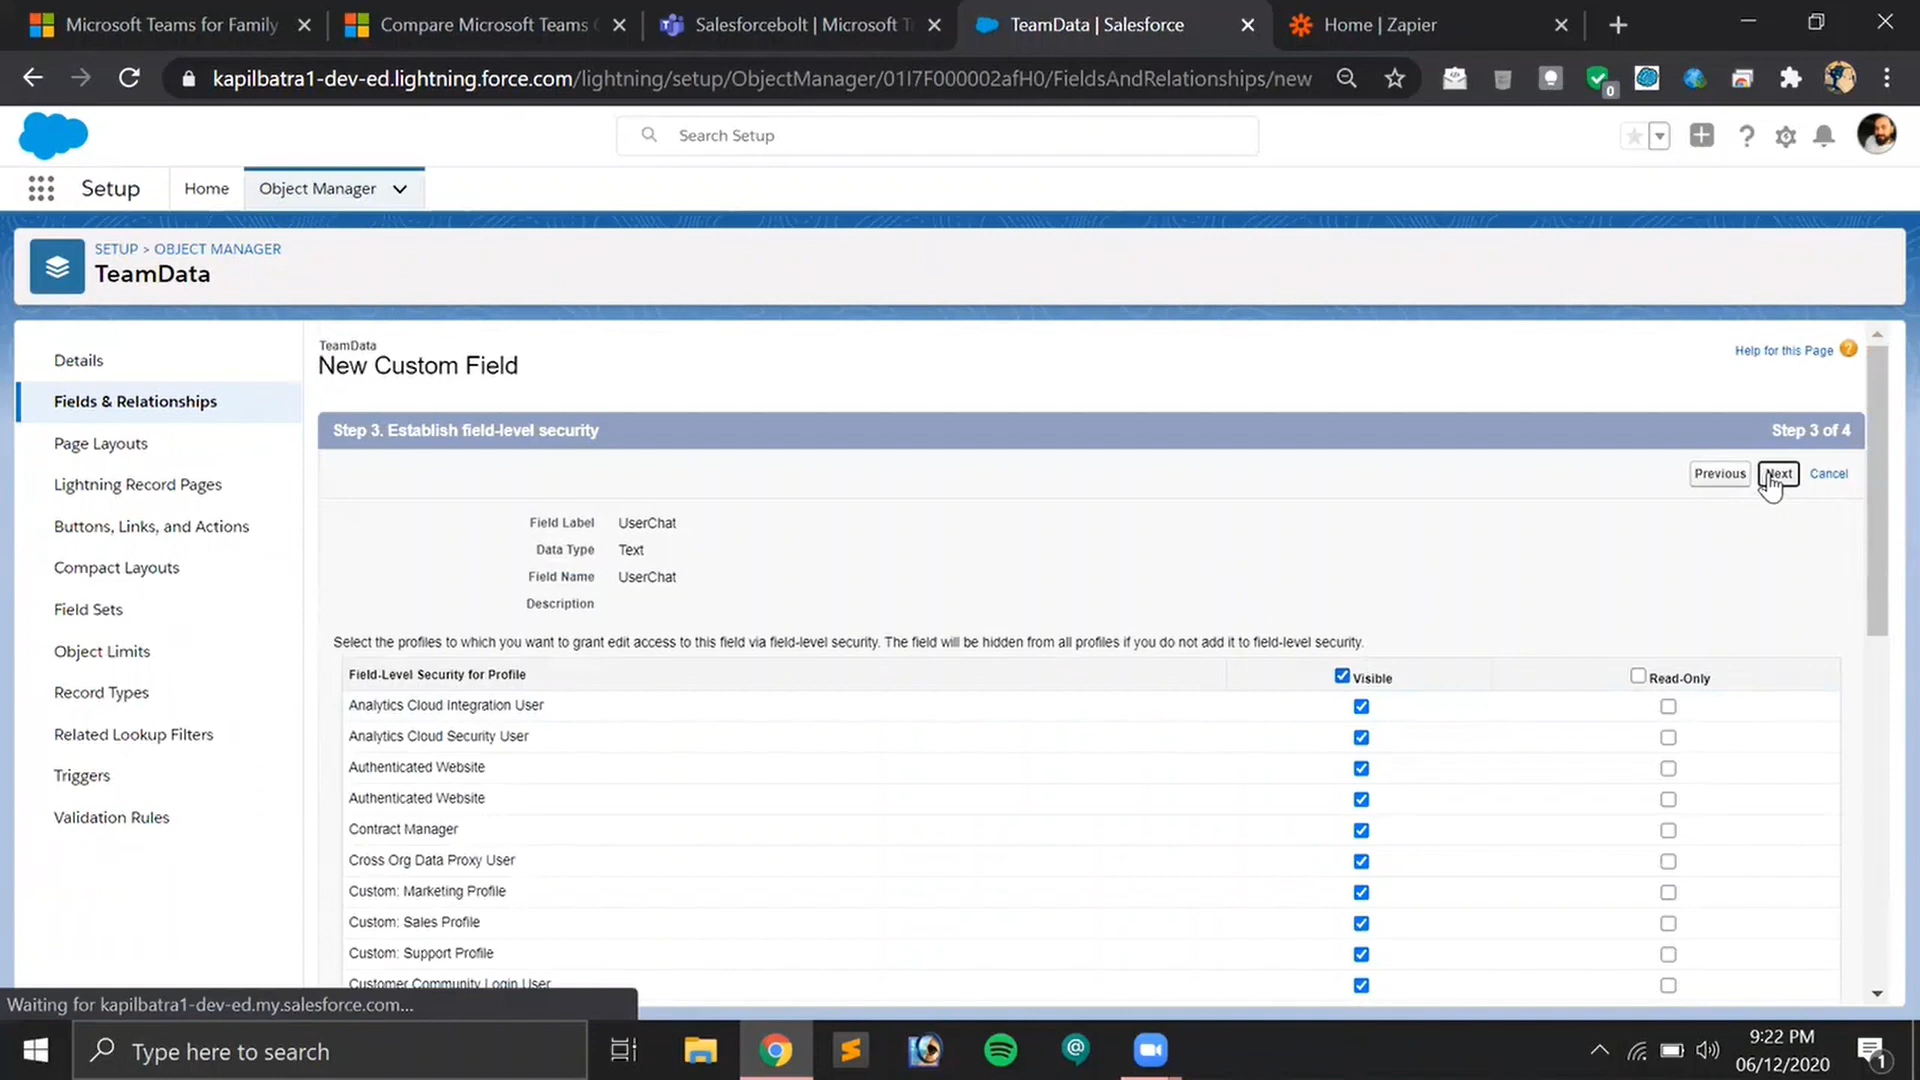 Microsoft Teams for Family
Compare Microsoft Teams
Salesforcebolt | Microsoft T
TeamData | Salesforce
Home | Zapier
kapilbatra1-dev-ed.lightning.force.com/lightning/setup/ObjectManager/01I7F000002afH0/FieldsAndRelationships/new
0
Search Setup
Setup
Home
Object Manager
SETUP > OBJECT MANAGER
TeamData
Details
Fields & Relationships
Page Layouts
Lightning Record Pages
Buttons, Links, and Actions
Compact Layouts
Field Sets
Object Limits
Record Types
Related Lookup Filters
Triggers
Validation Rules
TeamData
New Custom Field
Help for this Page ?
Step 3. Establish field-level security
Step 3 of 4
Previous
Next
Cancel
Field Label UserChat
Data Type Text
Field Name UserChat
Description
Select the profiles to which you want to grant edit access to this field via field-level security. The field will be hidden from all profiles if you do not add it to field-level security.
Field-Level Security for Profile
Visible
Read-Only
Analytics Cloud Integration User
Analytics Cloud Security User
Authenticated Website
Authenticated Website
Contract Manager
Cross Org Data Proxy User
Custom: Marketing Profile
Custom: Sales Profile
Custom: Support Profile
Customer Community Login User
Waiting for kapilbatra1-dev-ed.my.salesforce.com...
Type here to search
9:22 PM
06/12/2020
1